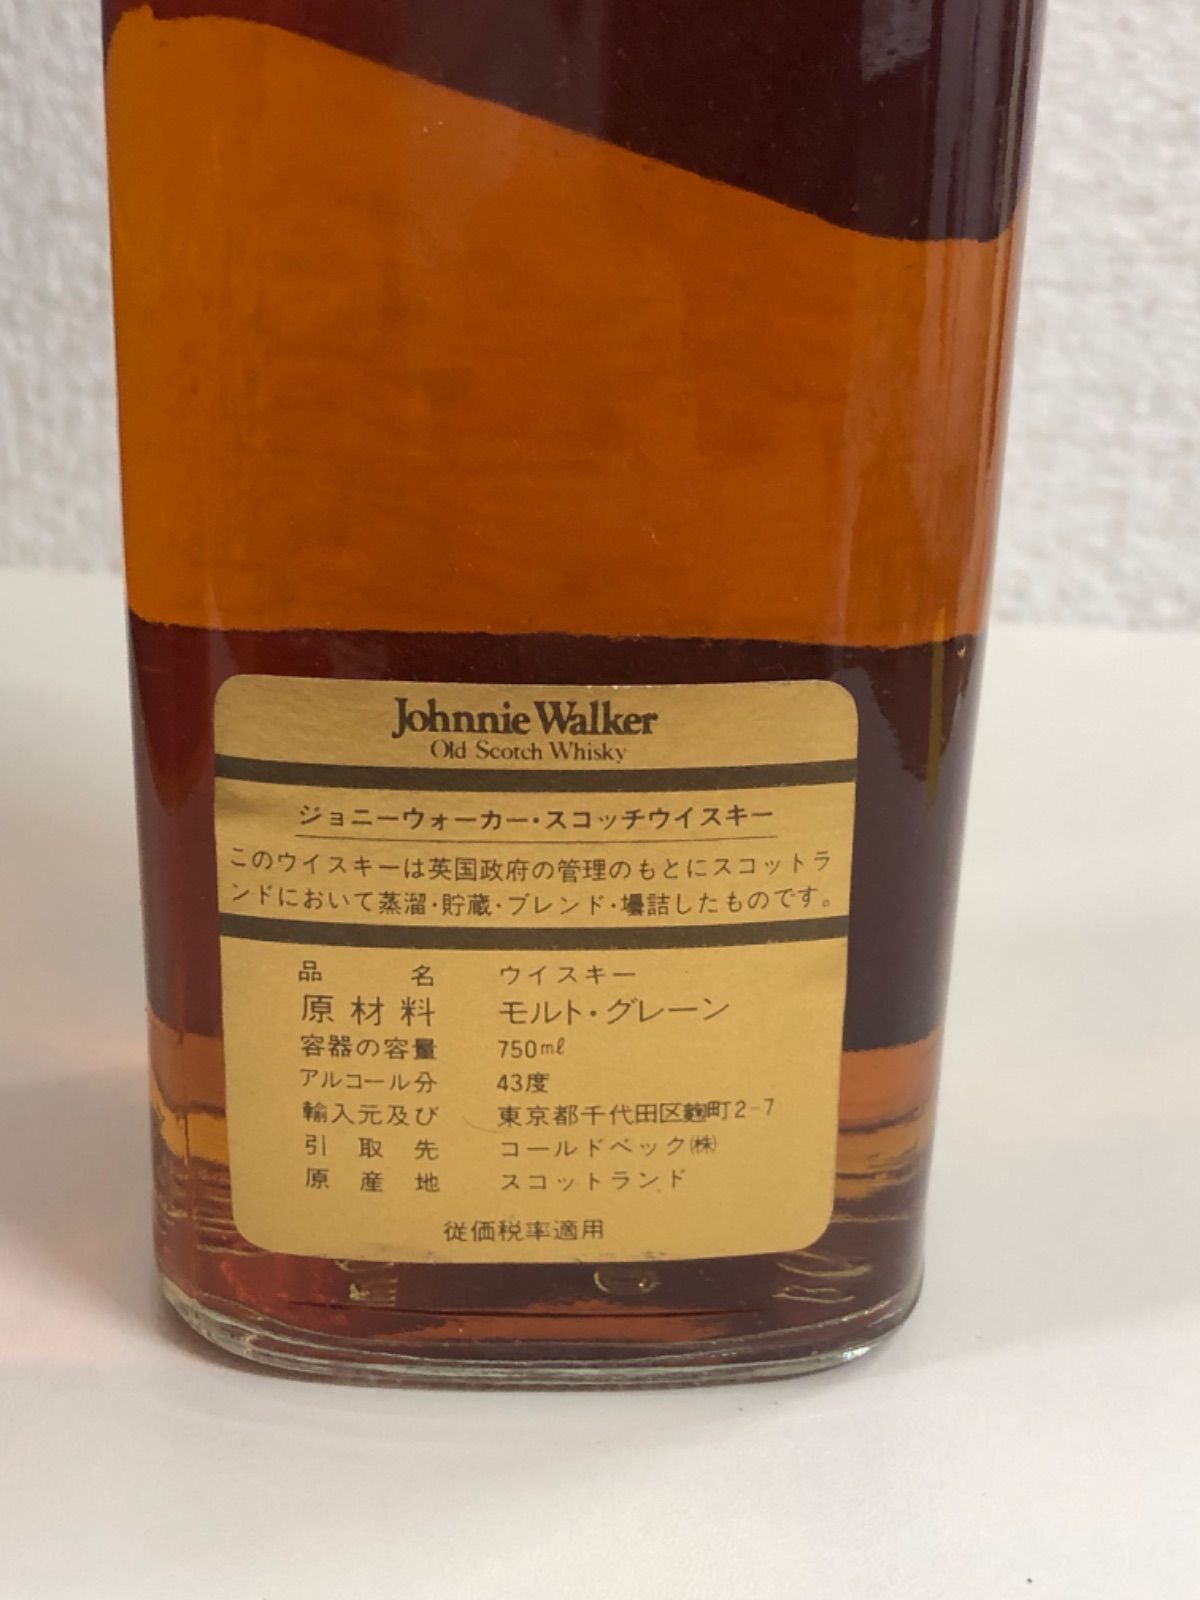 Johnnie Walker
Old Scotch Whisky
ジョニーウォーカー・スコッチウイスキー
このウイスキーは英国政府の管理のもとにスコットラ
ンドにおいて蒸溜・貯蔵・ブレンド・壜詰したものです。
品名 ウイスキー
原材料 モルト・グレーン
容器の容量 750mℓ
アルコール分 43度
輸入元及び 東京都千代田区麹町2-7
引取先 コールドベック㈱
原産地 スコットランド
従価税率適用